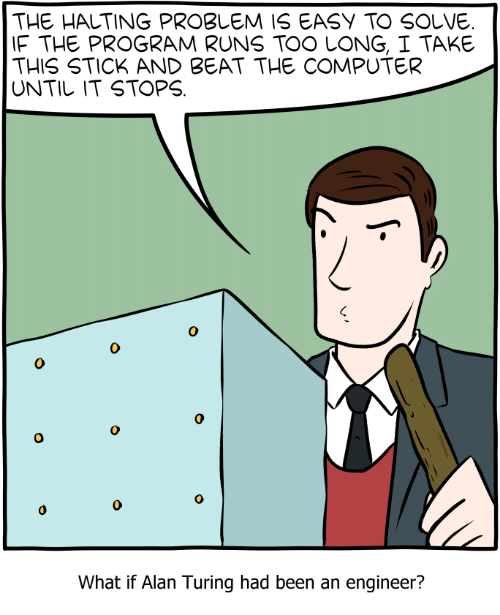 THE HALTING PROBLEM IS EASY TO SOLVE.
IF THE PROGRAM RUNS TOO LONG, I TAKE
THIS STICK AND BEAT THE COMPUTER
UNTIL IT STOPS.
What if Alan Turing had been an engineer?